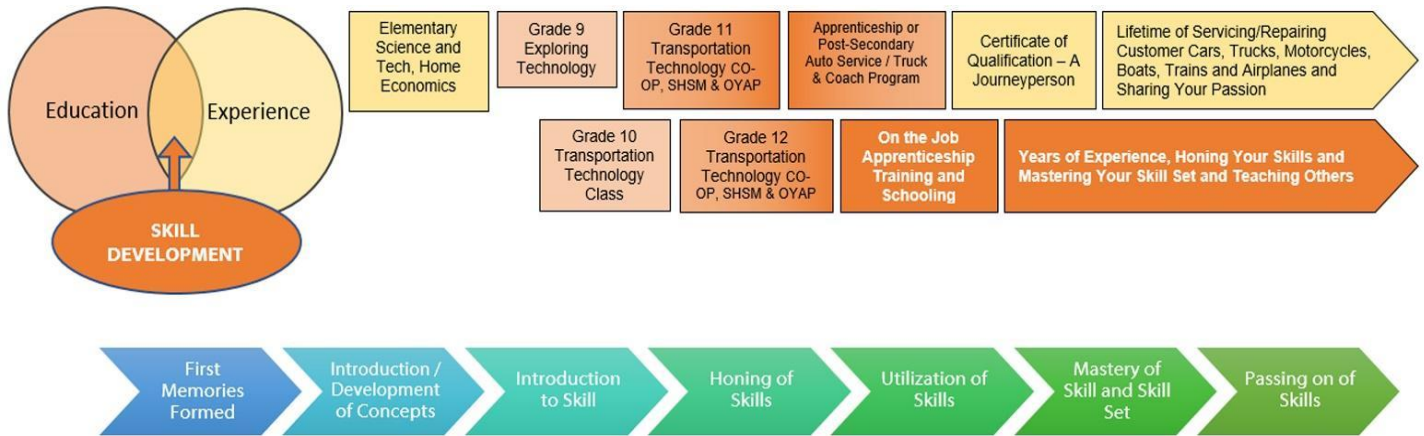 Education
Experience
SKILL
DEVELOPMENT
Elementary
Science and
Tech, Home
Economics
Grade 9
Exploring
Technology
Grade 11
Transportation
Technology CO-
OP, SHSM & OYAP
Apprenticeship or
Post-Secondary
Auto Service / Truck
& Coach Program
Certificate of
Qualification – A
Journeyperson
Lifetime of Servicing/Repairing
Customer Cars, Trucks, Motorcycles,
Boats, Trains and Airplanes and
Sharing Your Passion
Grade 10
Transportation
Technology
Class
Grade 12
Transportation
Technology CO-
OP, SHSM & OYAP
On the Job
Apprenticeship
Training and
Schooling
Years of Experience, Honing Your Skills and
Mastering Your Skill Set and Teaching Others
First
Memories
Formed
Introduction /
Development
of Concepts
Introduction
to Skill
Honing of
Skills
Utilization of
Skills
Mastery of
Skill and Skill
Set
Passing on of
Skills